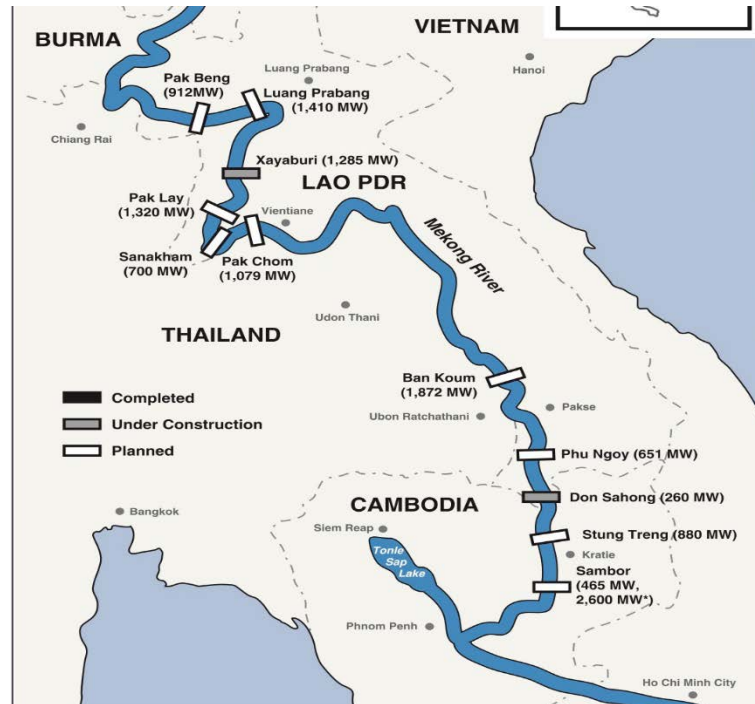 BURMA
VIETNAM
Pak Beng
(912MW)
Luang Prabang
Luang Prabang
(1,410 MW)
Hanoi
Chiang Rai
Xayaburi (1,285 MW)
LAO PDR
Pak Lay
(1,320 MW)
Vientiane
Sanakham
(700 MW)
Pak Chom
(1,079 MW)
Mekong River
THAILAND
Udon Thani
Ban Koum
(1,872 MW)
Completed
Under Construction
Planned
Ubon Ratchathani
Pakse
Phu Ngoy (651 MW)
CAMBODIA
Don Sahong (260 MW)
Bangkok
Siem Reap
Stung Treng (880 MW)
Tonle
Sap
Lake
Kratie
Sambor
(465 MW,
2,600 MW*)
Phnom Penh
Ho Chi Minh City